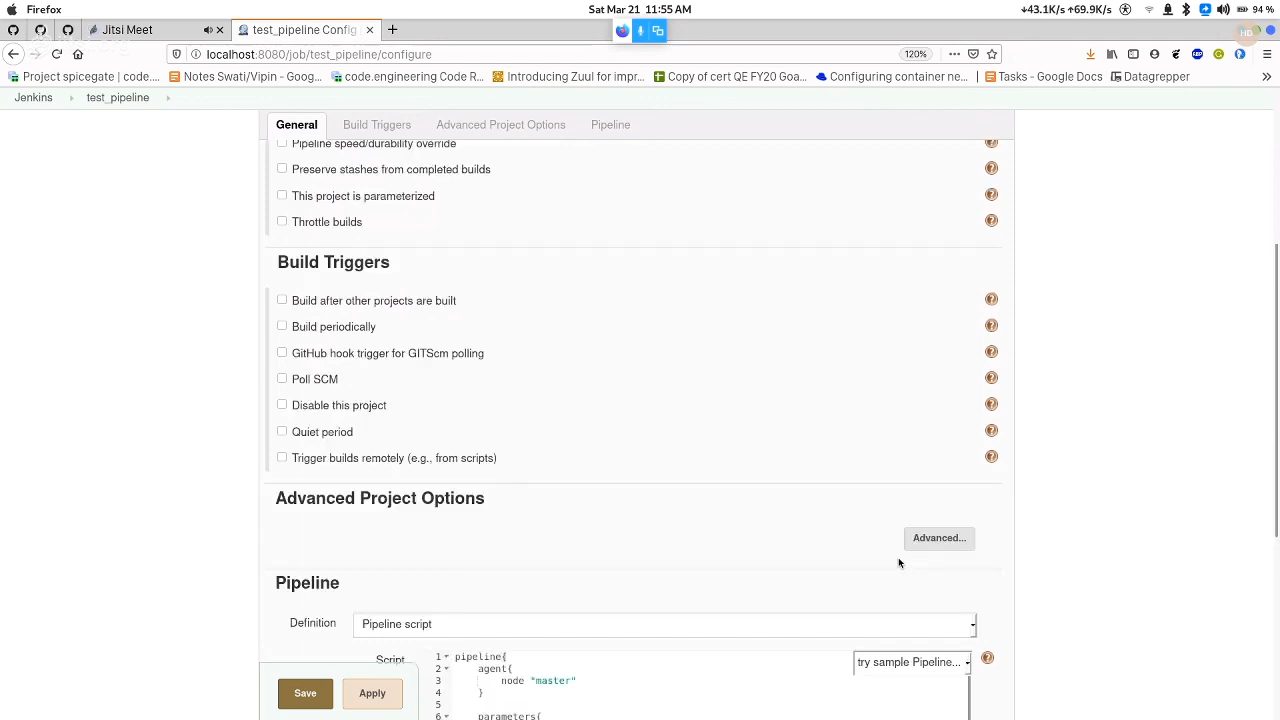 Firefox
Sat Mar 21 11:55 AM
↓43.1K/s ↑69.9K/s
94 %
Jitsi Meet
test_pipeline Config
HD
localhost:8080/job/test_pipeline/configure
120%
Project spicegate | code....
Notes Swati/Vipin - Goog...
code.engineering Code R...
Introducing Zuul for impr...
Copy of cert QE FY20 Goa...
Configuring container ne...
Tasks - Google Docs
Datagrepper
Jenkins
test_pipeline
General
Build Triggers
Advanced Project Options
Pipeline
Pipeline speed/durability override
Preserve stashes from completed builds
This project is parameterized
Throttle builds
Build Triggers
Build after other projects are built
Build periodically
GitHub hook trigger for GITScm polling
Poll SCM
Disable this project
Quiet period
Trigger builds remotely (e.g., from scripts)
Advanced Project Options
Advanced...
Pipeline
Definition
Pipeline script
Script
try sample Pipeline...
1 pipeline{
2 agent{
3 node "master"
4 }
5
6 parameters{
Save
Apply